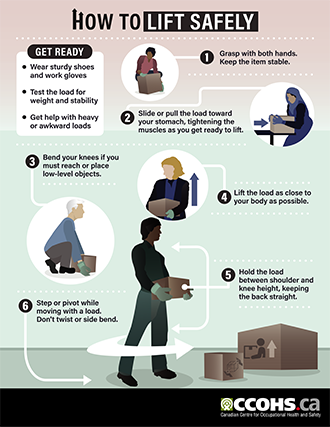 HOW TO LIFT SAFELY
GET READY
• Wear sturdy shoes
and work gloves
• Test the load for
weight and stability
• Get help with heavy
or awkward loads
1 Grasp with both hands.
Keep the item stable.
2 Slide or pull the load toward
your stomach, tightening the
muscles as you get ready to lift.
3 Bend your knees if you
must reach or place
low-level objects.
4 Lift the load as close to
your body as possible.
5 Hold the load
between shoulder and
knee height, keeping
the back straight.
6 Step or pivot while
moving with a load.
Don't twist or side bend.
CCOHS.ca
Canadian Centre for Occupational Health and Safety